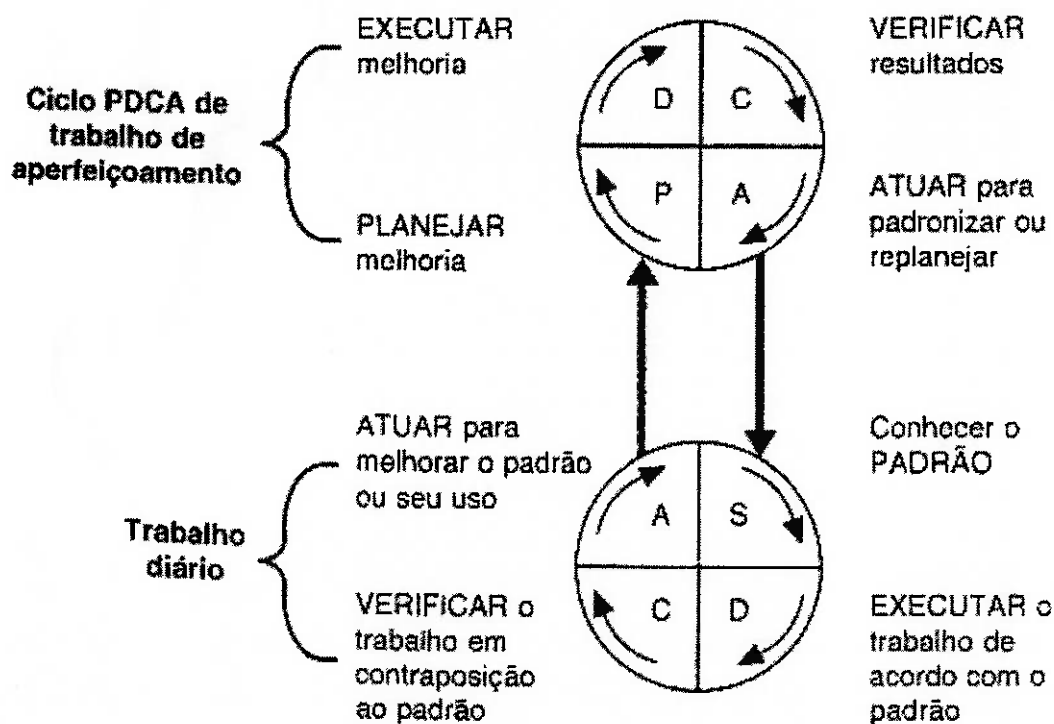 EXECUTAR
melhoria
Ciclo PDCA de
trabalho de
aperfeiçoamento
PLANEJAR
melhoria
D
C
P
A
VERIFICAR
resultados
ATUAR para
padronizar ou
replanejar
ATUAR para
melhorar o padrão
ou seu uso
Trabalho
diário
VERIFICAR o
trabalho em
contraposição
ao padrão
A
S
C
D
Conhecer o
PADRÃO
EXECUTAR o
trabalho de
acordo com o
padrão